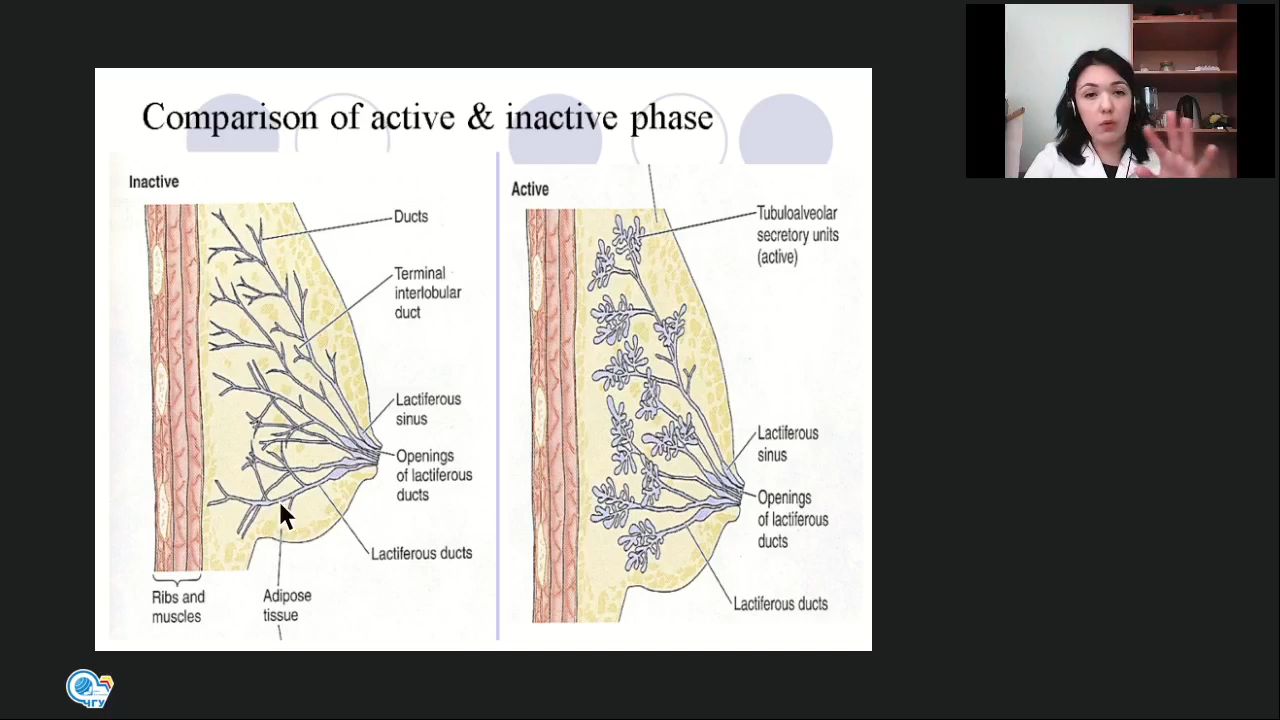 Comparison of active & inactive phase
Inactive
Ducts
Terminal
interlobular
duct
Lactiferous
sinus
Openings
of lactiferous
ducts
Lactiferous ducts
Ribs and
muscles
Adipose
tissue
Active
Tubuloalveolar
secretory units
(active)
Lactiferous
sinus
Openings
of lactiferous
ducts
Lactiferous ducts
ЧГУ